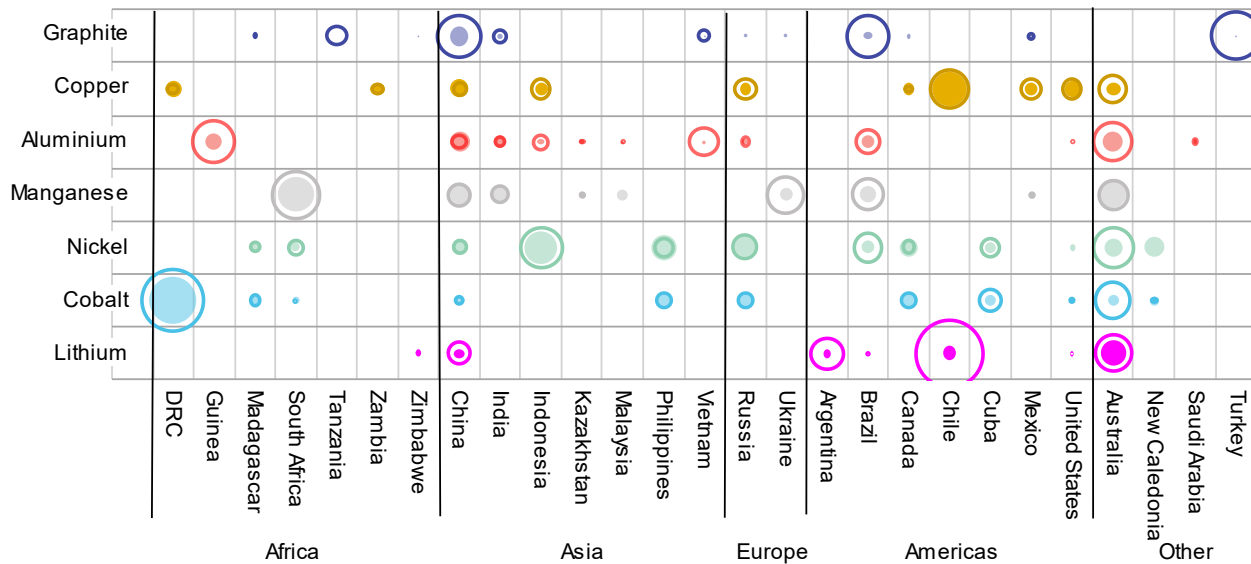 Graphite
Copper
Aluminium
Manganese
Nickel
Cobalt
Lithium
DRC
Guinea
Madagascar
South Africa
Tanzania
Zambia
Zimbabwe
China
India
Indonesia
Kazakhstan
Malaysia
Philippines
Vietnam
Russia
Ukraine
Argentina
Brazil
Canada
Chile
Cuba
Mexico
United States
Australia
New Caledonia
Saudi Arabia
Turkey
Africa
Asia
Europe
Americas
Other